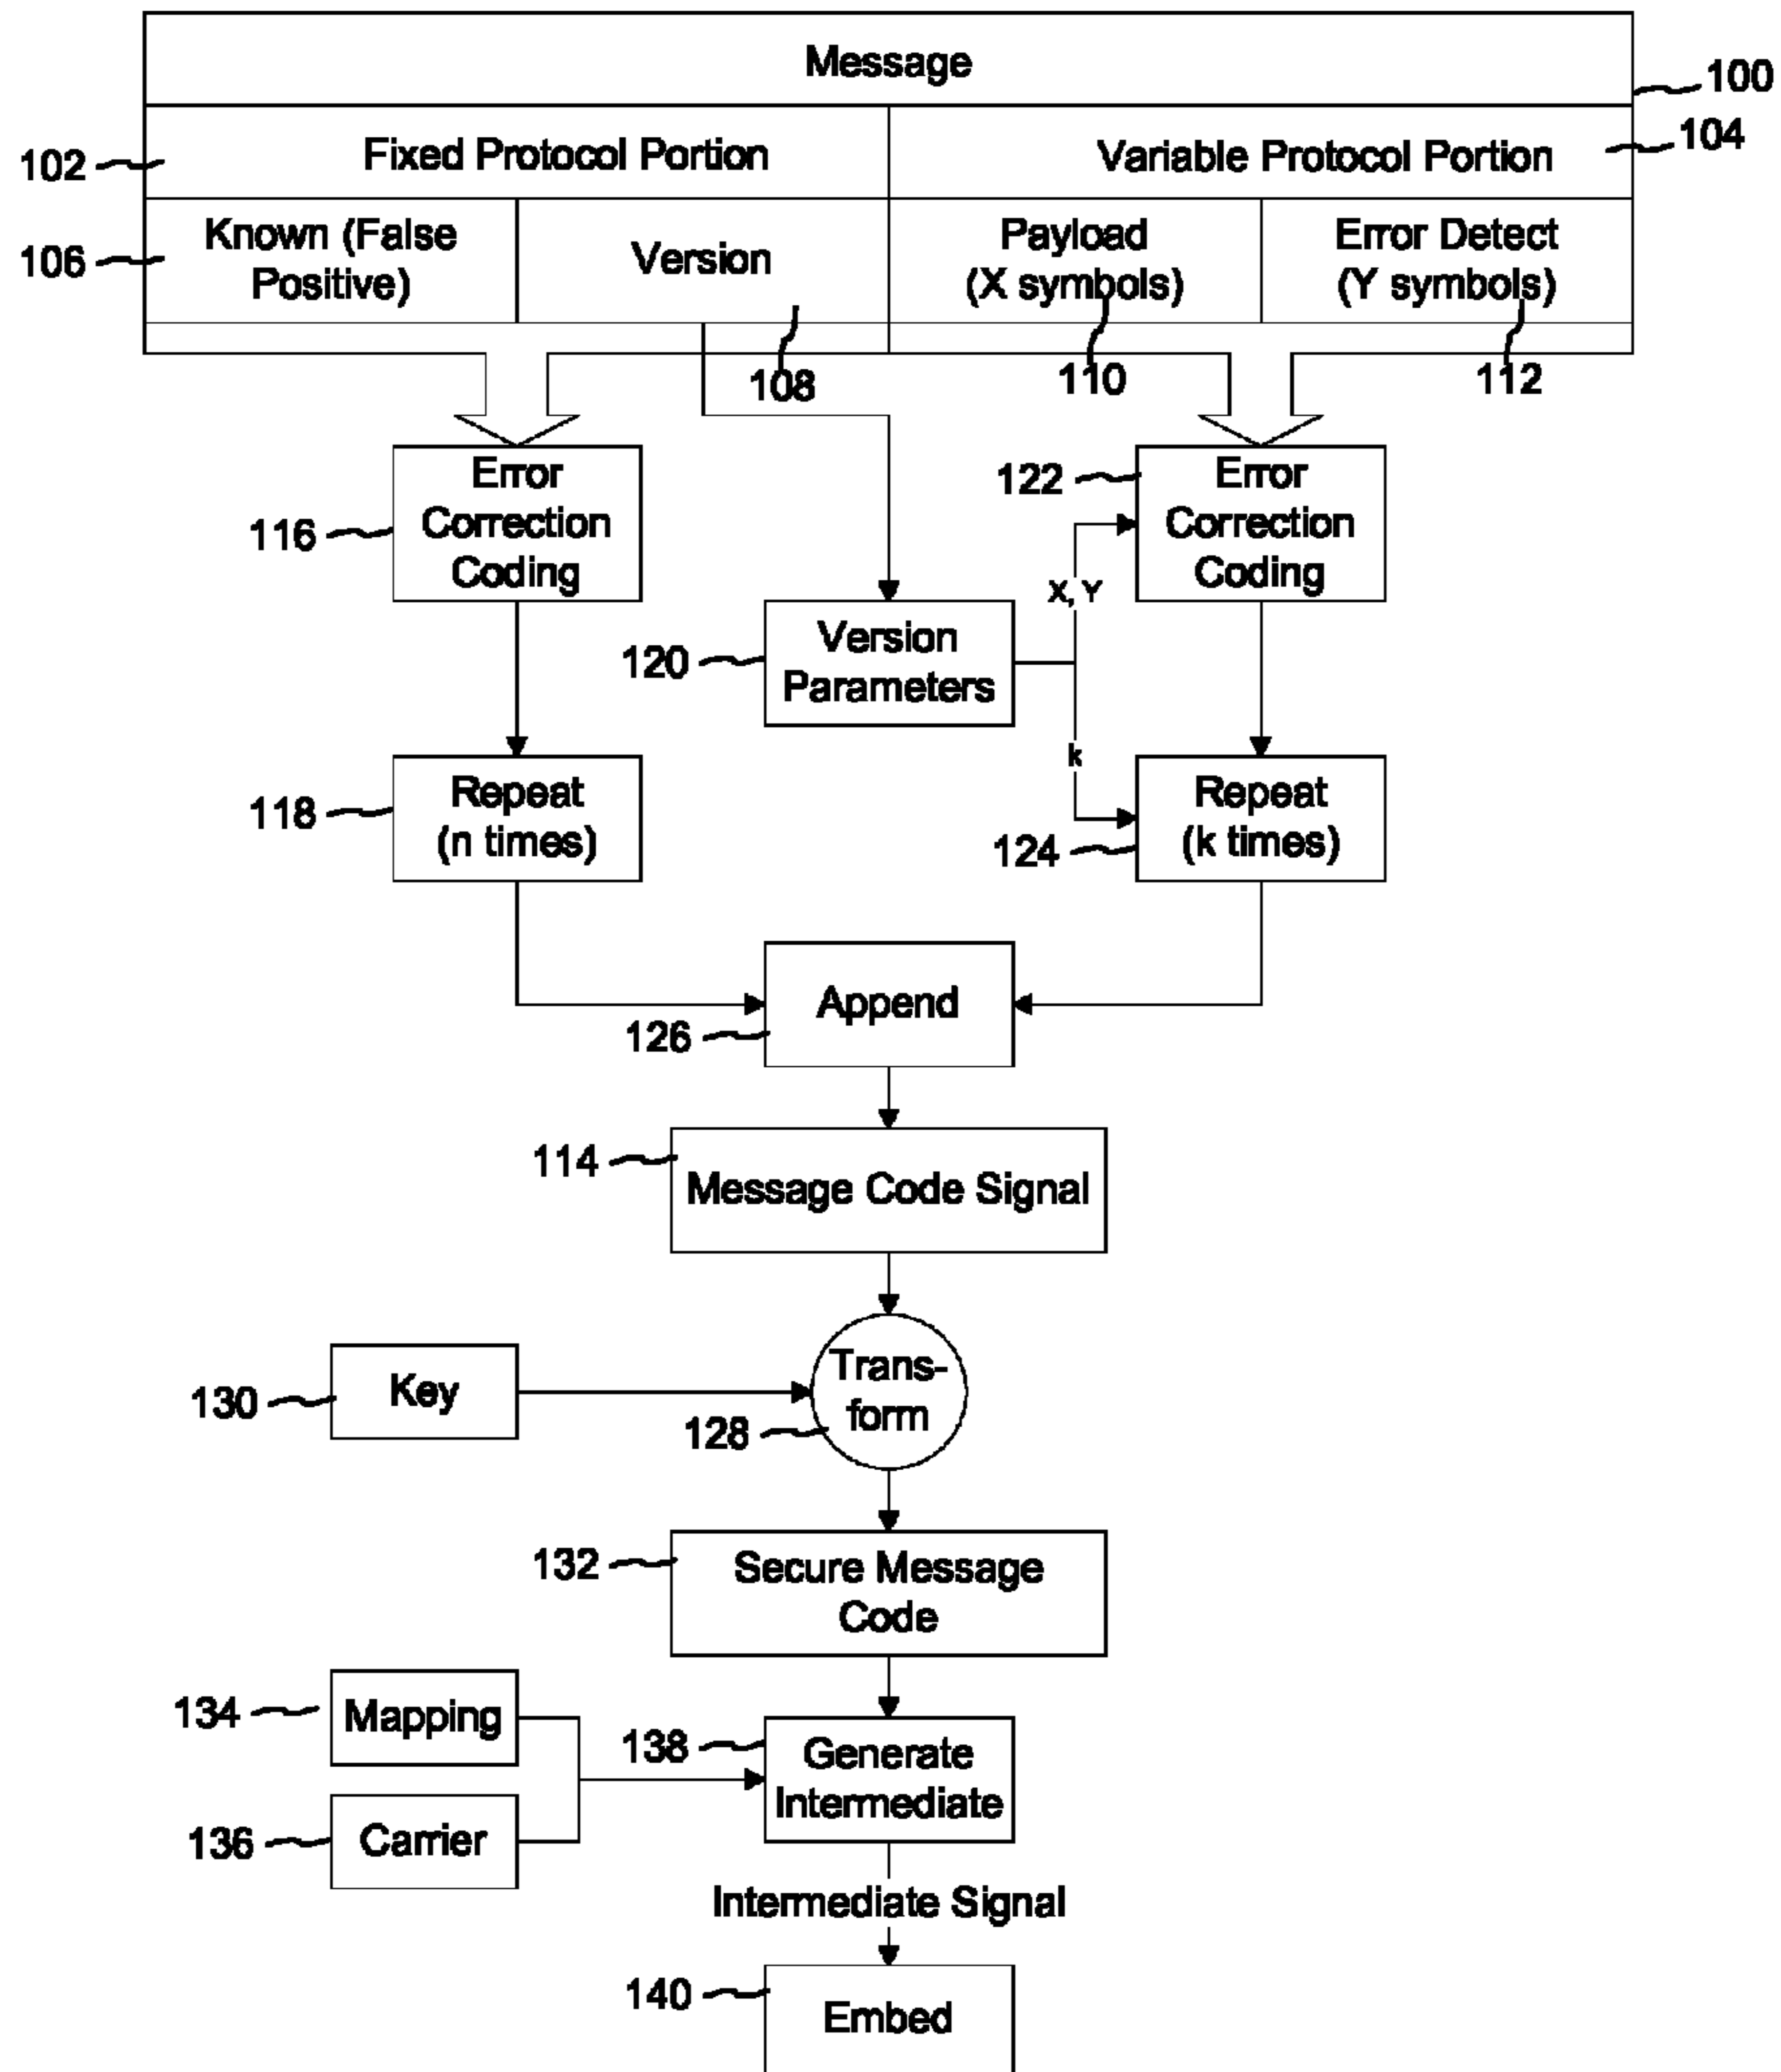 Message
100
102
Fixed Protocol Portion
Variable Protocol Portion
104
106
Known (False
Positive)
Version
Payload
(X symbols)
Error Detect
(Y symbols)
108
110
112
116
Error
Correction
Coding
122
Error
Correction
Coding
X, Y
120
Version
Parameters
k
118
Repeat
(n times)
124
Repeat
(k times)
Append
126
114
Message Code Signal
130
Key
Trans-
form
128
132
Secure Message
Code
134
Mapping
138
Generate
Intermediate
136
Carrier
Intermediate Signal
140
Embed